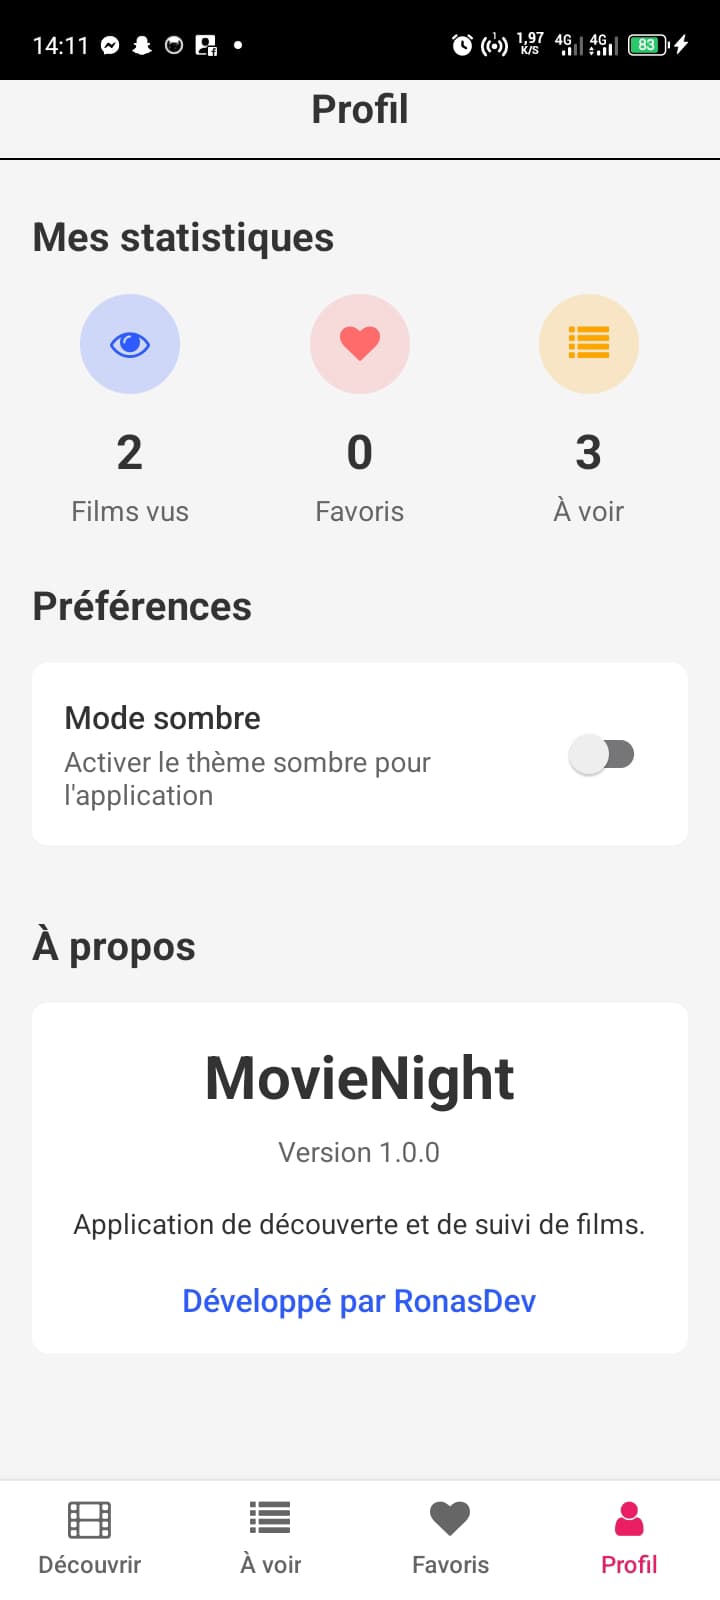 14:11
1,97
K/S
4G
4G
83
Profil
Mes statistiques
2
0
3
Films vus
Favoris
À voir
Préférences
Mode sombre
Activer le thème sombre pour
l'application
À propos
MovieNight
Version 1.0.0
Application de découverte et de suivi de films.
Développé par RonasDev
Découvrir
À voir
Favoris
Profil